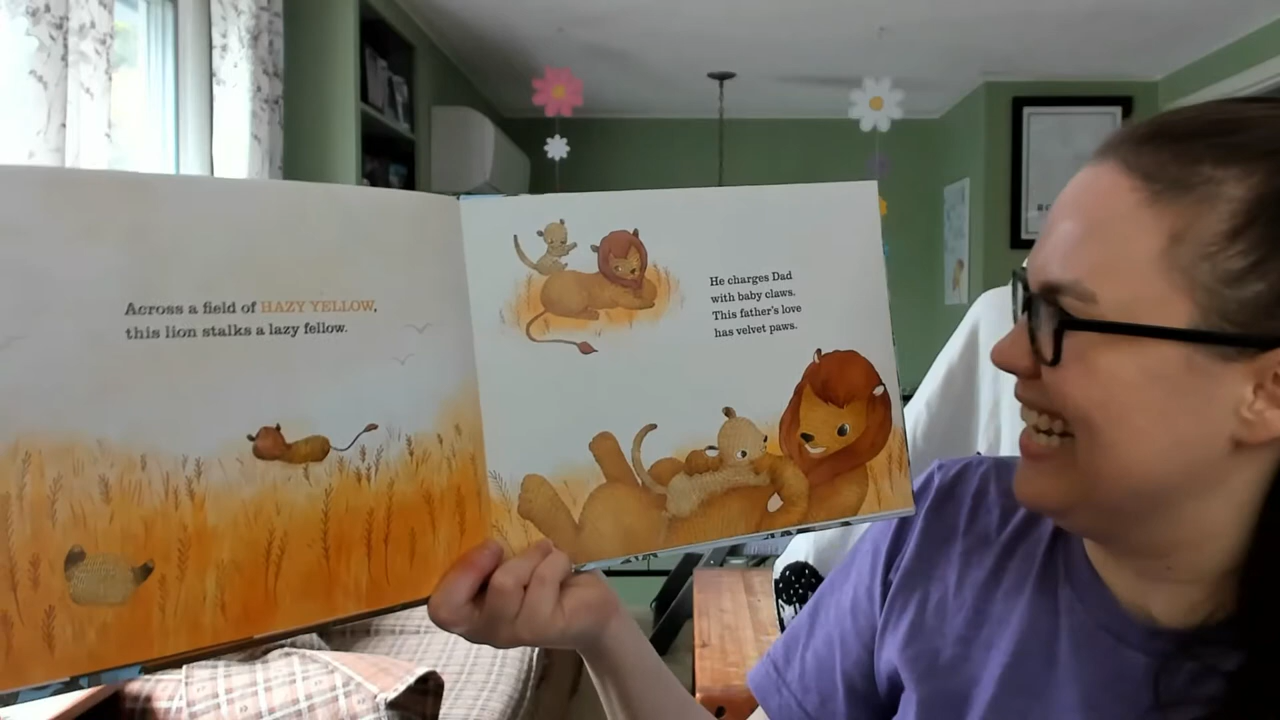 Across a field of HAZY YELLOW,
this lion stalks a lazy fellow.
He charges Dad
with baby claws.
This father's love
has velvet paws.